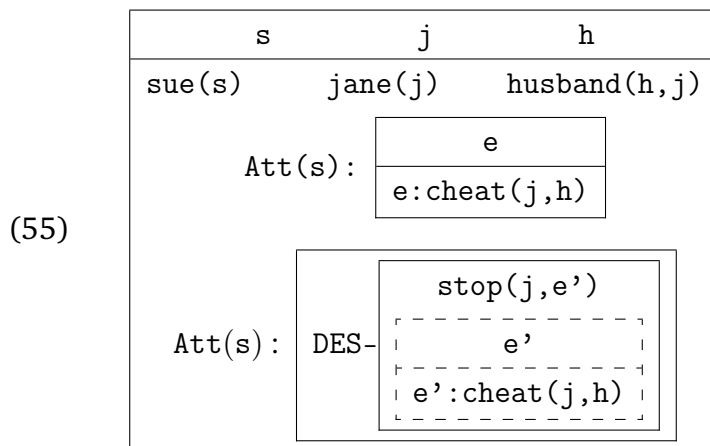 s j h
sue(s) jane(j) husband(h,j)
e
Att(s):
e:cheat(j,h)
(55)
stop(j,e’)
Att(s): DES- e’
e’:cheat(j,h)